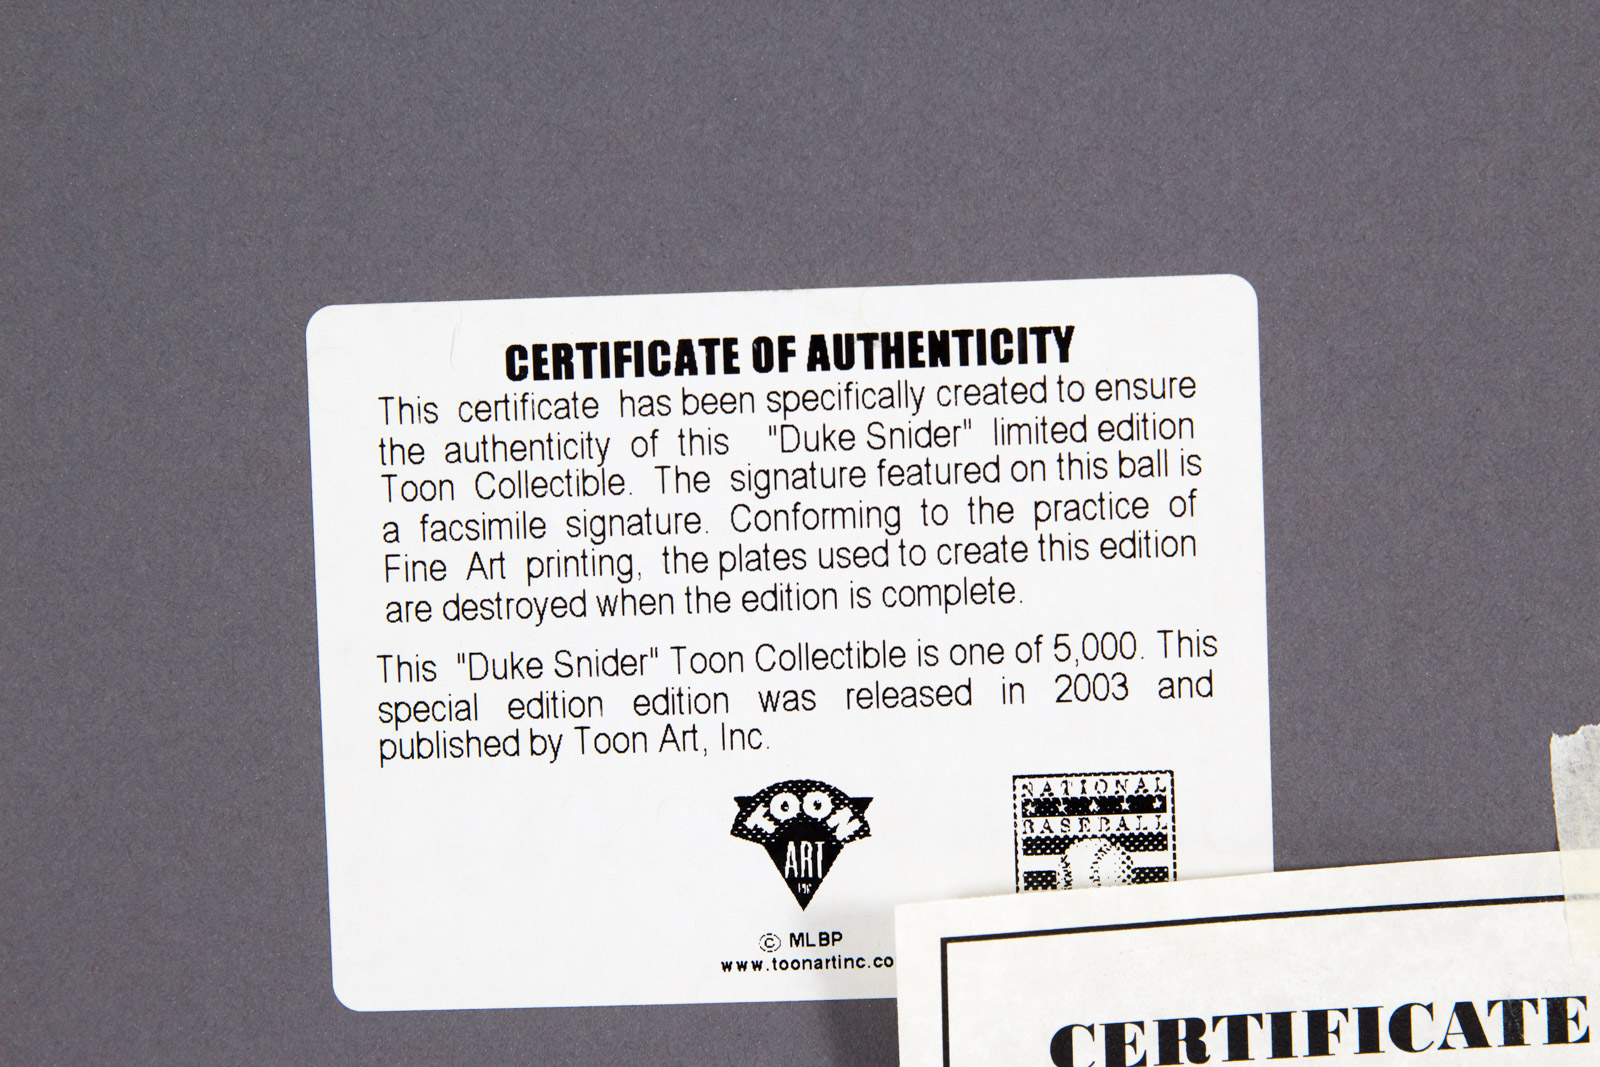 CERTIFICATE OF AUTHENTICITY
This certificate has been specifically created to ensure
the authenticity of this "Duke Snider" limited edition
Toon Collectible. The signature featured on this ball is
a facsimile signature. Conforming to the practice of
Fine Art printing, the plates used to create this edition
are destroyed when the edition is complete.
This "Duke Snider" Toon Collectible is one of 5,000. This
special edition edition was released in 2003 and
published by Toon Art, Inc.
TOON
ART
INC
NATIONAL
BASEBALL
© MLBP
www.toonartinc.co
CERTIFICATE